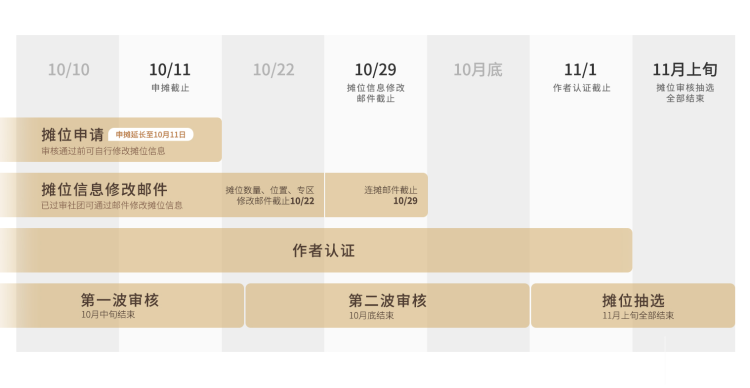 10/10
10/11
申摊截止
10/22
10/29
摊位信息修改
邮件截止
10月底
11/1
作者认证截止
11月上旬
摊位审核抽选
全部结束
摊位申请 申摊延长至10月11日
审核通过前可自行修改摊位信息
摊位信息修改邮件
已过审社团可通过邮件修改摊位信息
摊位数量、位置、专区
修改邮件截止10/22
连摊邮件截止
10/29
作者认证
第一波审核
10月中旬结束
第二波审核
10月底结束
摊位抽选
11月上旬全部结束